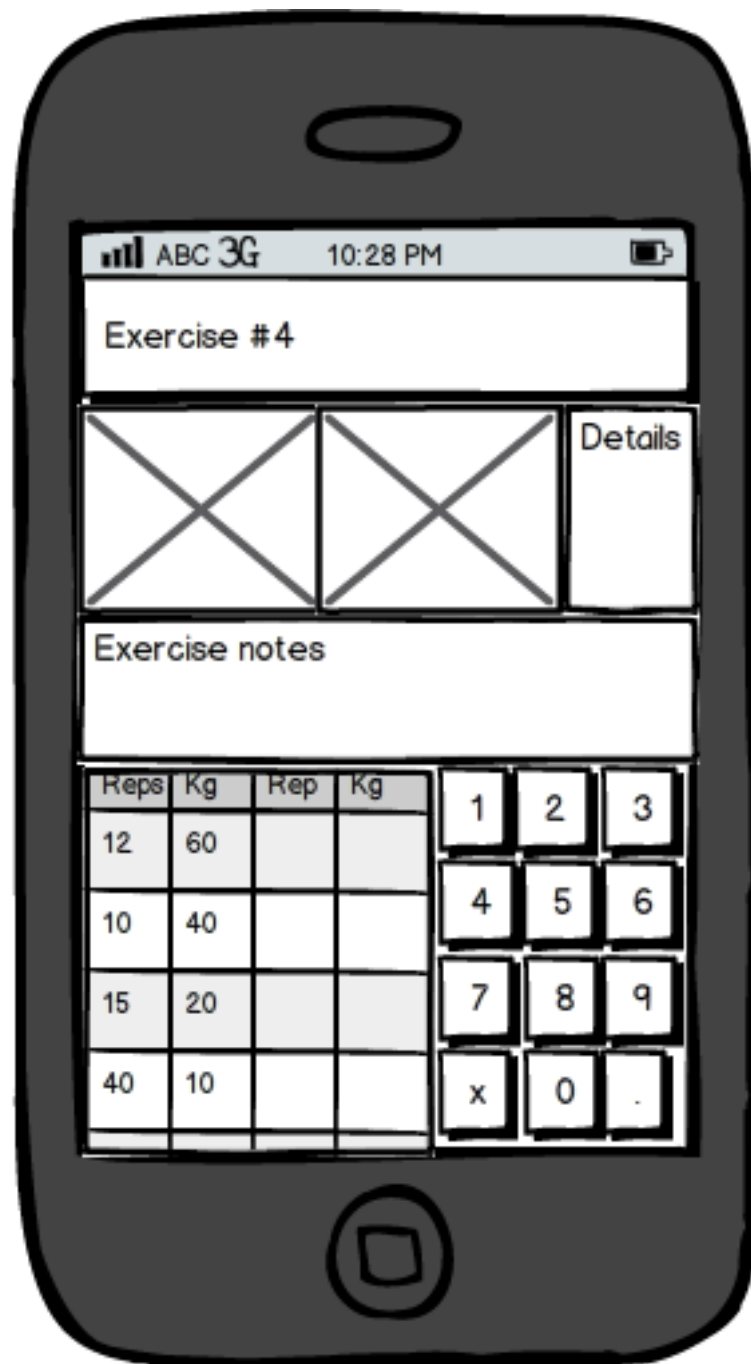 ABC 3G 10:28 PM
Exercise #4
Details
Exercise notes
Reps Kg Rep Kg
12 60
10 40
15 20
40 10
1 2 3
4 5 6
7 8 9
x 0 .